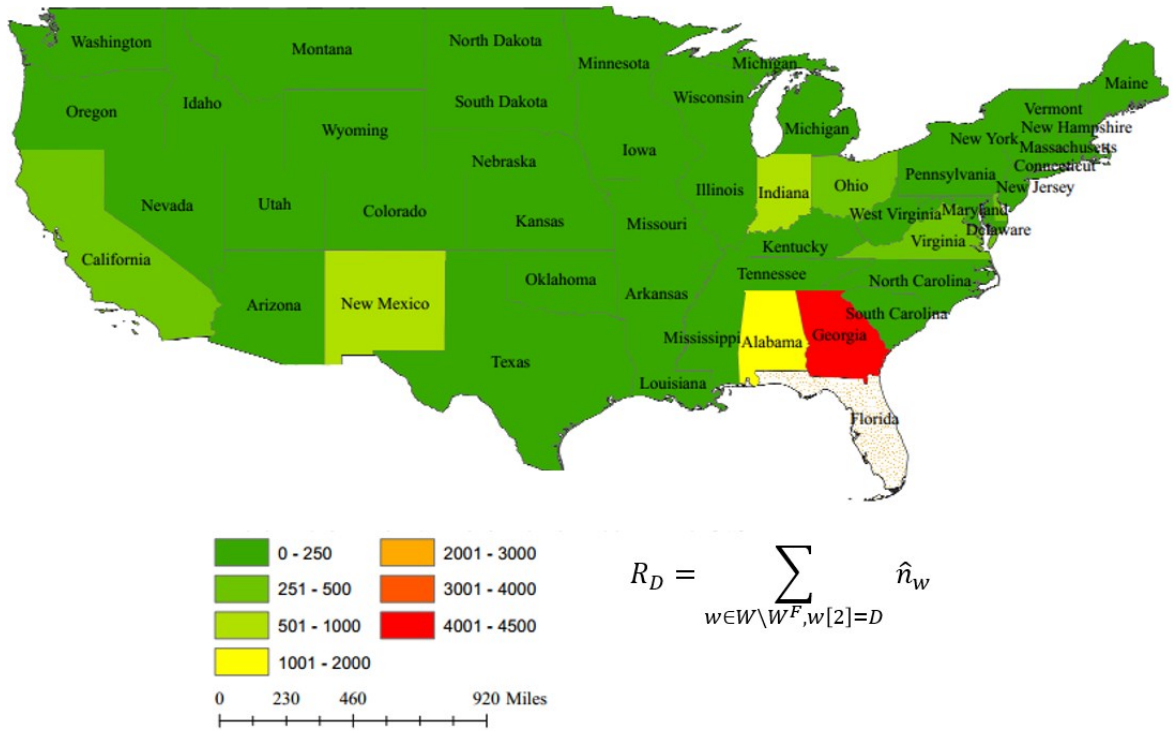 Washington
Montana
North Dakota
Minnesota
Michigan
Maine
Oregon
Idaho
South Dakota
Wisconsin
Vermont
Wyoming
Michigan
New Hampshire
New York
Massachusetts
Nebraska
Iowa
Connecticut
Pennsylvania
New Jersey
Nevada
Utah
Colorado
Kansas
Missouri
Illinois
Indiana
Ohio
West Virginia
Maryland
Delaware
Virginia
Kentucky
California
Arizona
New Mexico
Oklahoma
Arkansas
Tennessee
North Carolina
South Carolina
Texas
Louisiana
Mississippi
Alabama
Georgia
Florida
0 - 250
251 - 500
501 - 1000
1001 - 2000
2001 - 3000
3001 - 4000
4001 - 4500
0 230 460 920 Miles
R_D = ∑_{w∈W\W^F,w[2]=D} n̂_w